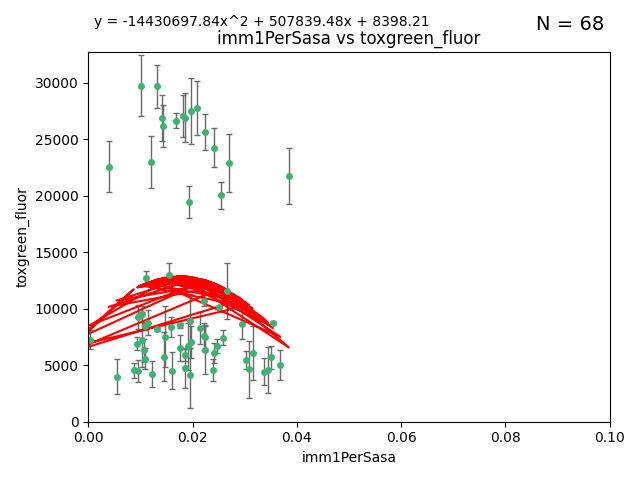 y = -14430697.84x^2 + 507839.48x + 8398.21
N = 68
imm1PerSasa vs toxgreen_fluor
30000
25000
20000
15000
10000
5000
0
toxgreen_fluor
0.00 0.02 0.04 0.06 0.08 0.10
imm1PerSasa